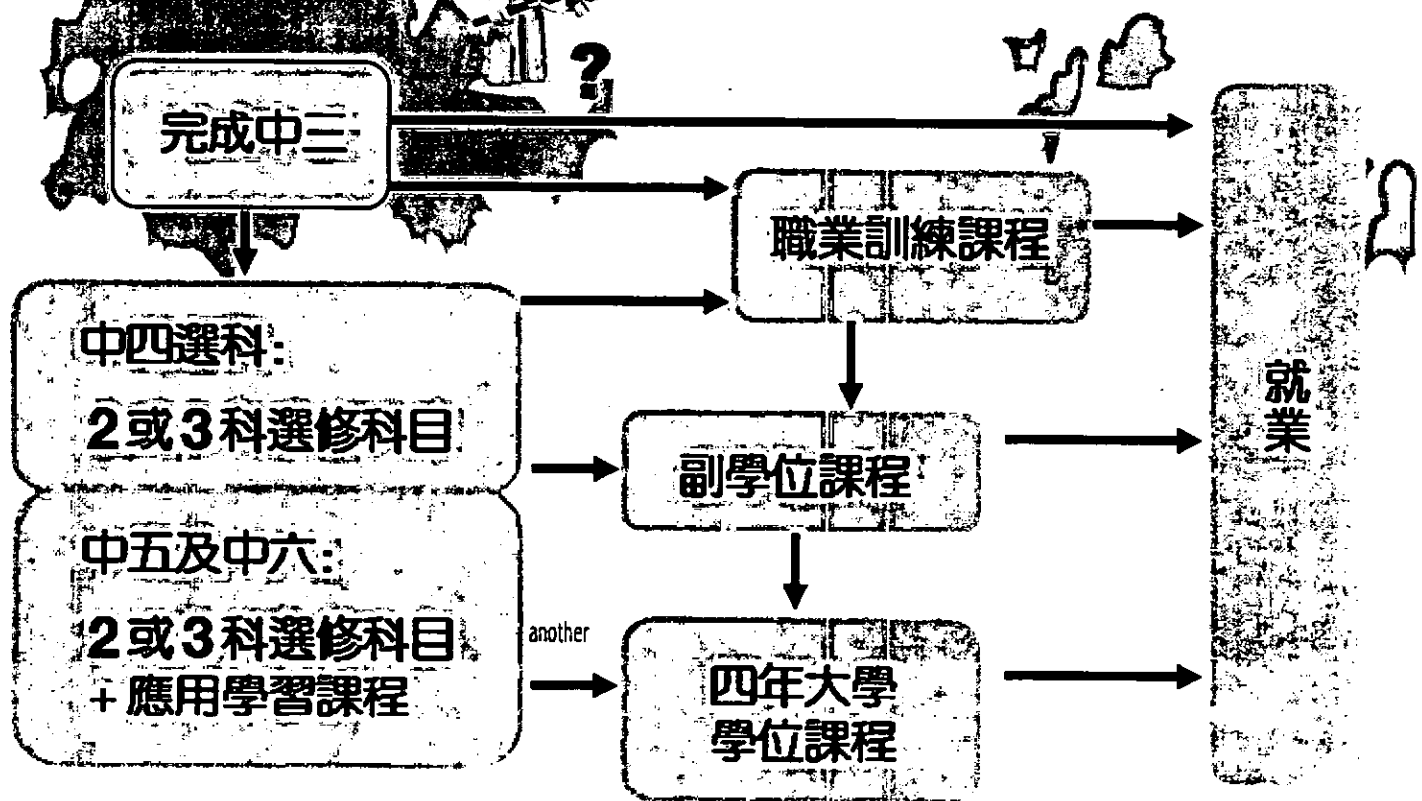 ?
完成中三
職業訓練課程
中四選科:
2或3科選修科目
副學位課程
就業
中五及中六:
2或3科選修科目
+應用學習課程
another
四年大學
學位課程